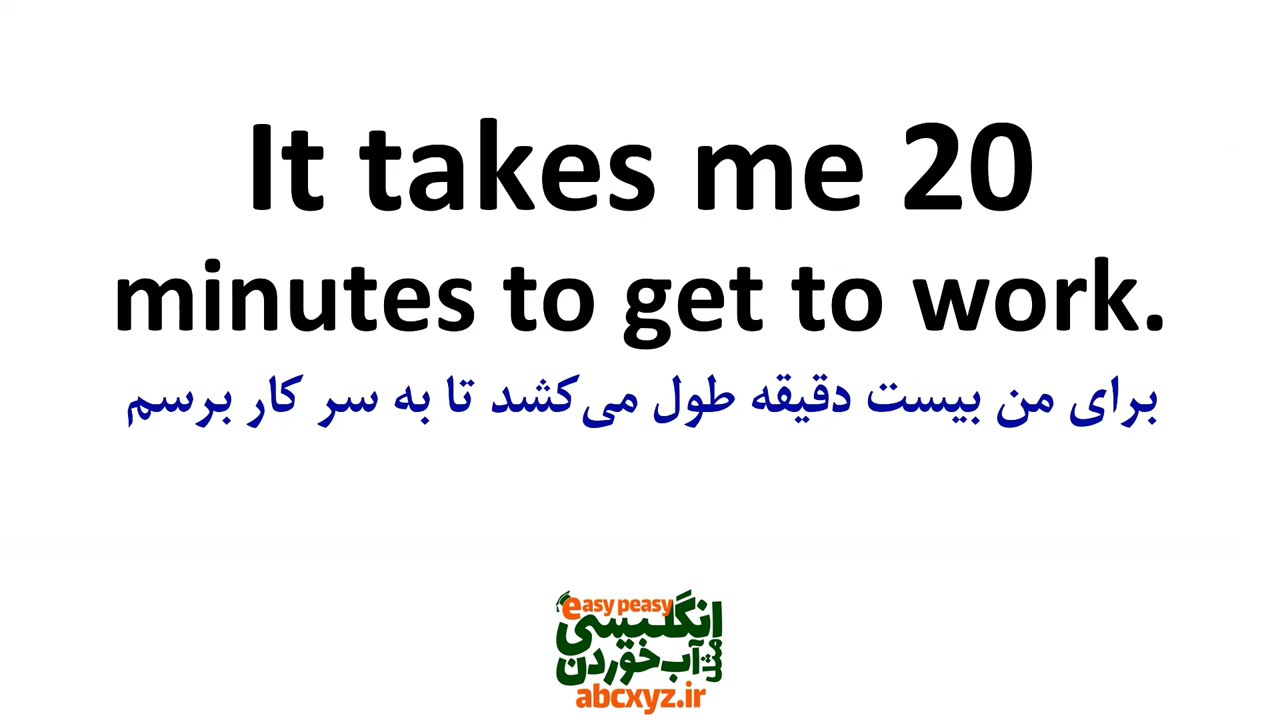 It takes me 20
minutes to get to work.
برای من بیست دقیقه طول می‌کشد تا به سر کار برسم
easy peasy
انگلیسی
مثل آب خوردن
abcxyz.ir